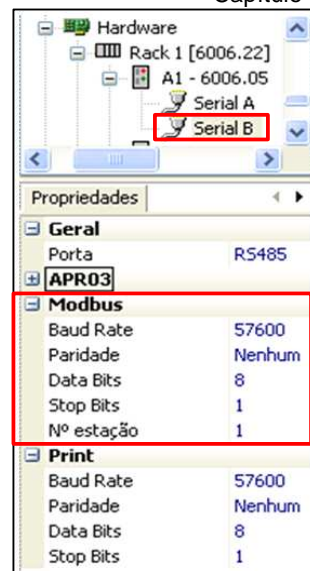 Hardware
Rack 1 [6006.22]
A1 - 6006.05
Serial A
Serial B
Propriedades
Geral
Porta RS485
APR03
Modbus
Baud Rate 57600
Paridade Nenhum
Data Bits 8
Stop Bits 1
Nº estação 1
Print
Baud Rate 57600
Paridade Nenhum
Data Bits 8
Stop Bits 1